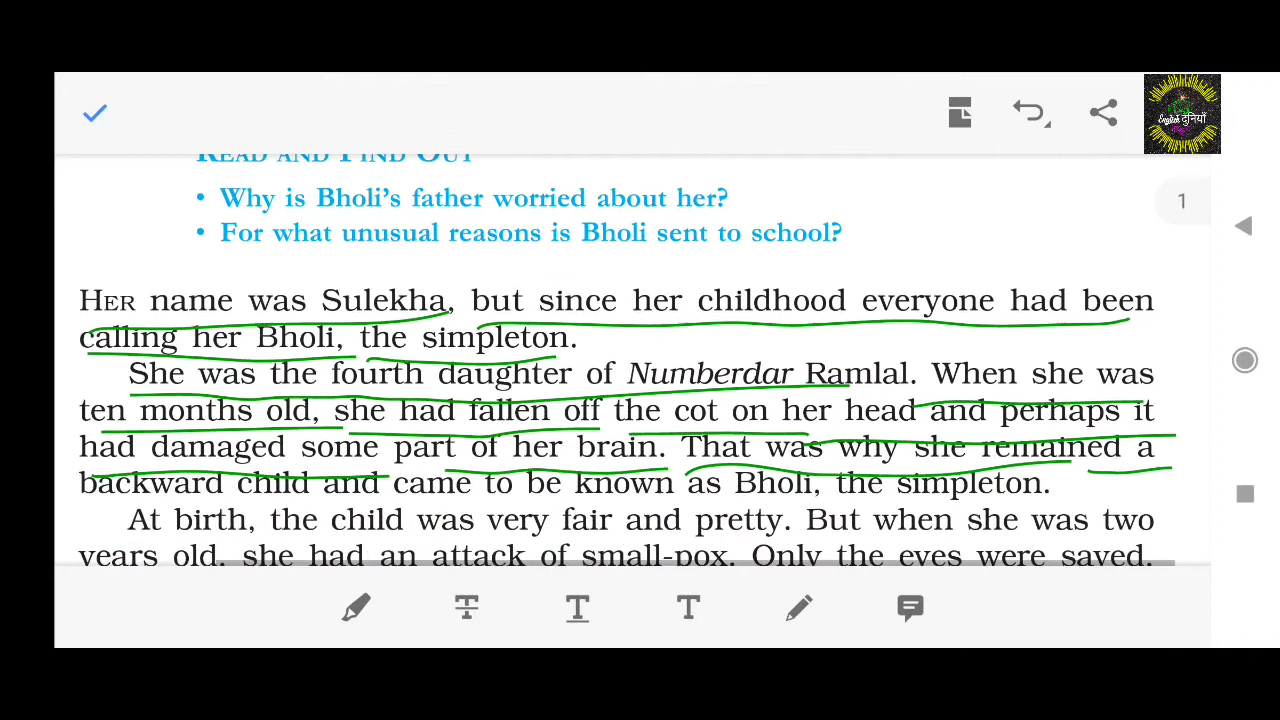 READ AND FIND OUT
• Why is Bholi's father worried about her?
• For what unusual reasons is Bholi sent to school?
1
English दुनियाँ
HER name was Sulekha, but since her childhood everyone had been
calling her Bholi, the simpleton.
She was the fourth daughter of Numberdar Ramlal. When she was
ten months old, she had fallen off the cot on her head and perhaps it
had damaged some part of her brain. That was why she remained a
backward child and came to be known as Bholi, the simpleton.
At birth, the child was very fair and pretty. But when she was two
years old, she had an attack of small-pox. Only the eyes were saved,